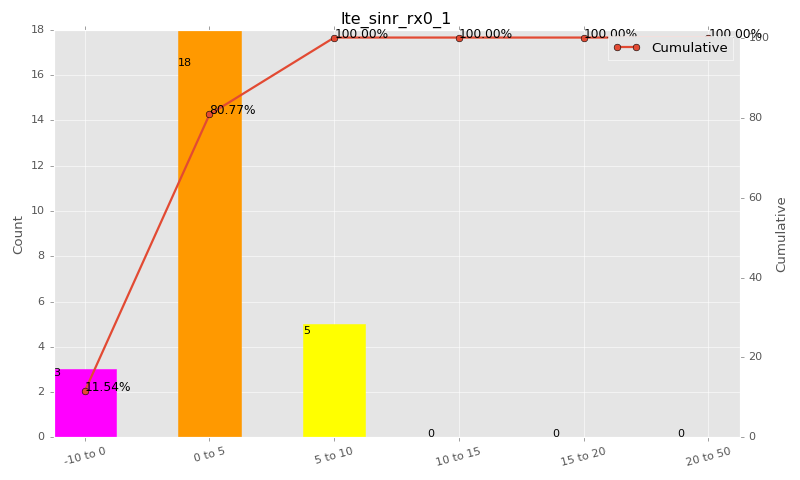 lte_sinr_rx0_1
18
16
14
12
10
8
6
4
2
0
Count
100
80
60
40
20
0
Cumulative
Cumulative
3
18
5
0
0
0
11.54%
80.77%
100.00%
100.00%
100.00%
100.00%
-10 to 0
0 to 5
5 to 10
10 to 15
15 to 20
20 to 50